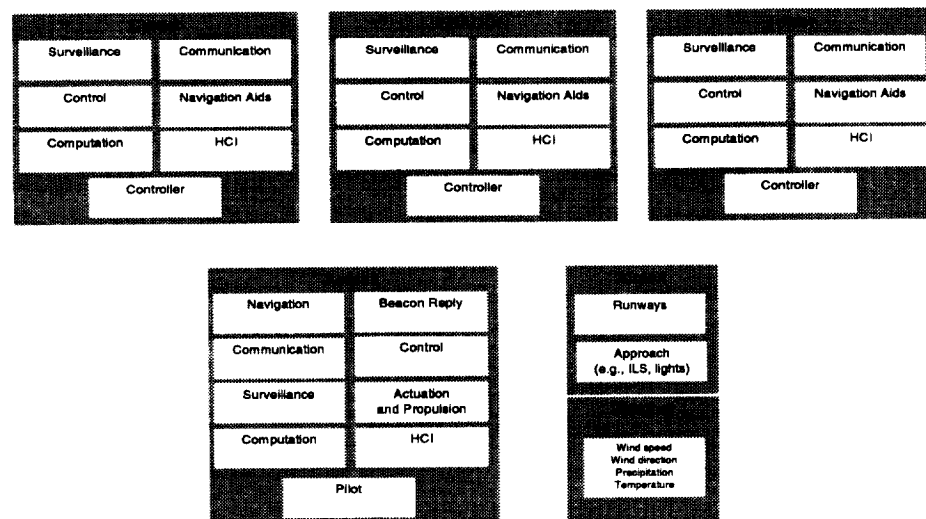 Surveillance
Communication
Control
Navigation Aids
Computation
HCI
Controller
Surveillance
Communication
Control
Navigation Aids
Computation
HCI
Controller
Surveillance
Communication
Control
Navigation Aids
Computation
HCI
Controller
Navigation
Beacon Reply
Communication
Control
Surveillance
Actuation
and Propulsion
Computation
HCI
Pilot
Runways
Approach
(e.g., ILS, lights)
Wind speed
Wind direction
Precipitation
Temperature